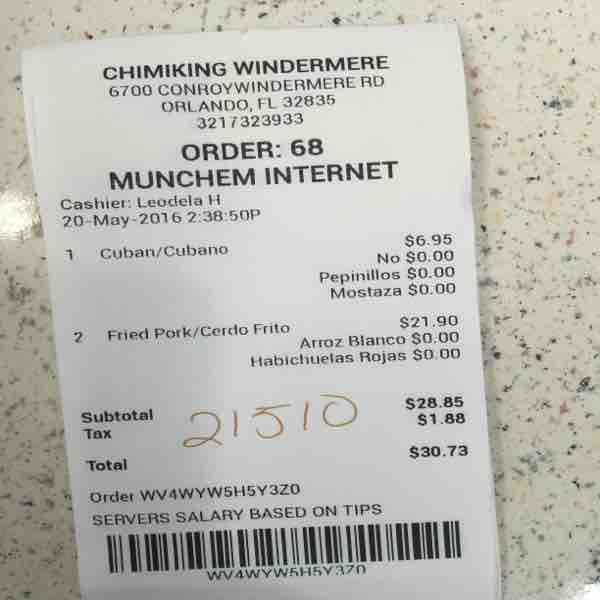 CHIMIKING WINDERMERE
6700 CONROYWINDERMERE RD
ORLANDO, FL 32835
3217323933
ORDER: 68
MUNCHEM INTERNET
Cashier: Leodela H
20-May-2016 2:38:50P
1 Cuban/Cubano $6.95
No $0.00
Pepinillos $0.00
Mostaza $0.00
2 Fried Pork/Cerdo Frito $21.90
Arroz Blanco $0.00
Habichuelas Rojas $0.00
Subtotal $28.85
Tax $1.88
21510
Total $30.73
Order WV4WYW5H5Y3Z0
SERVERS SALARY BASED ON TIPS
WV4WYW5H5Y3Z0